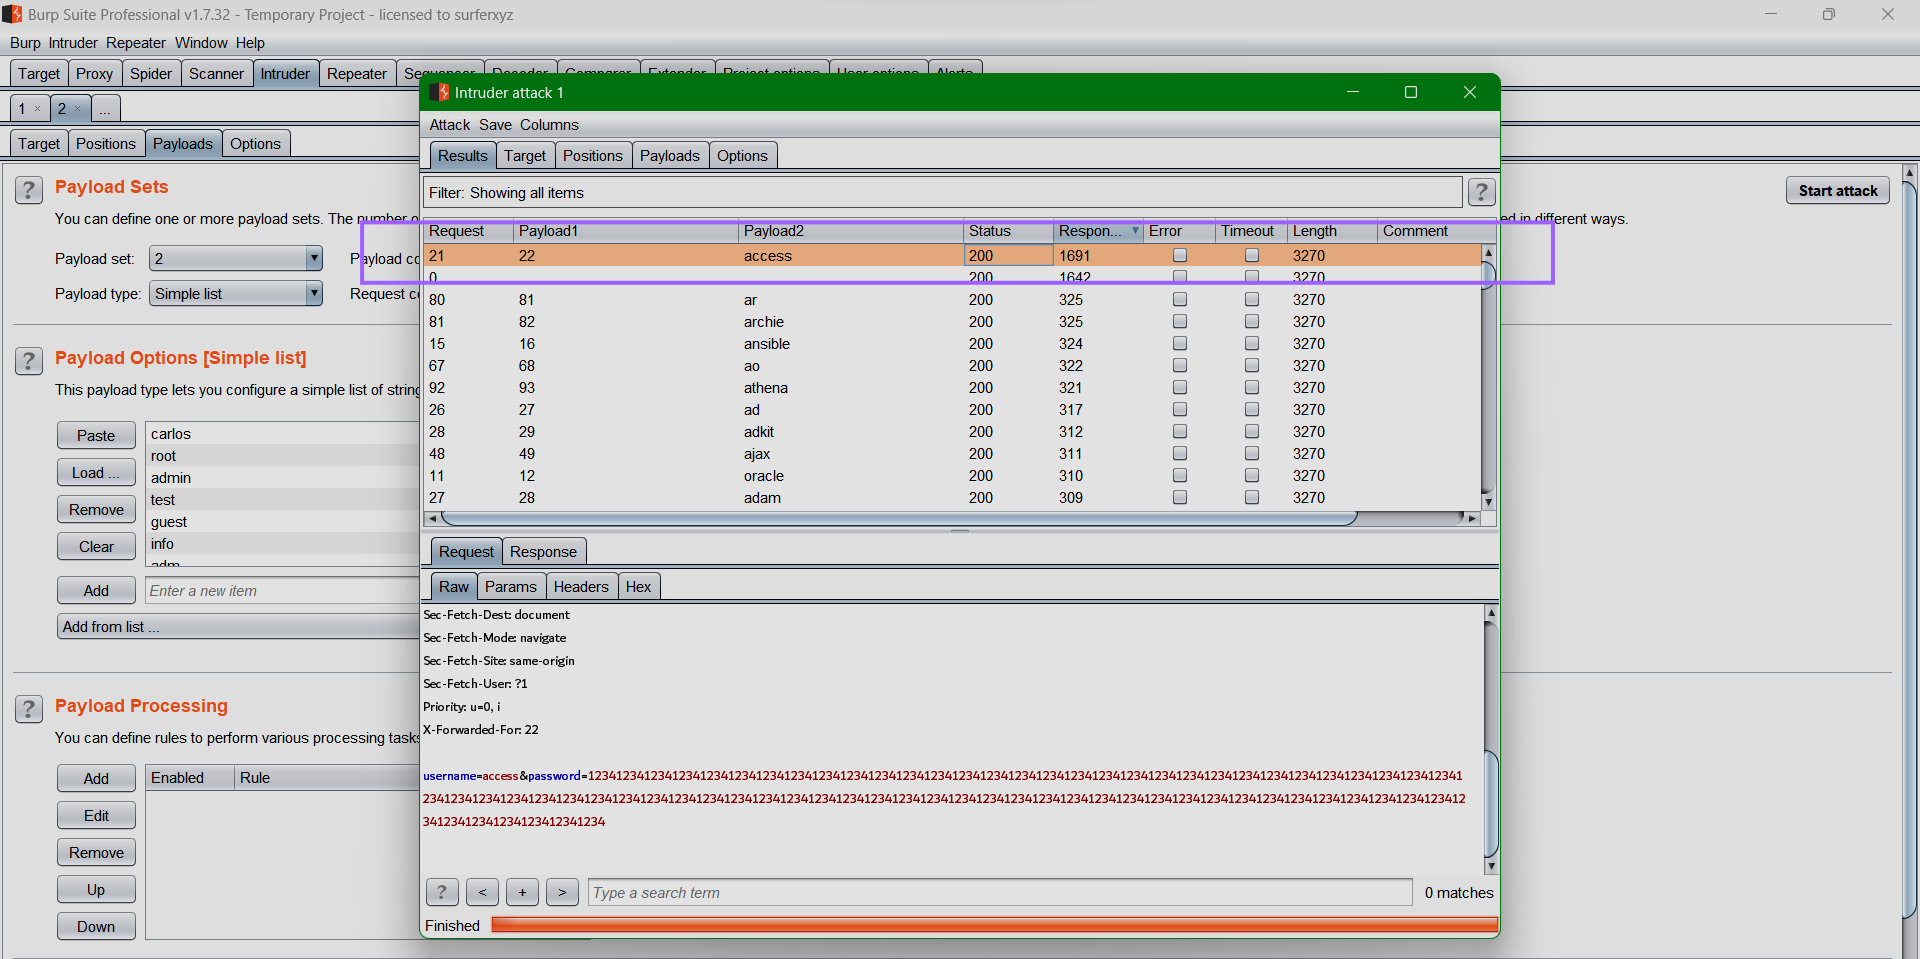 Burp Suite Professional v1.7.32 - Temporary Project - licensed to surferxyz
Burp Intruder Repeater Window Help
Target Proxy Spider Scanner Intruder Repeater Sequencer Decoder Comparer Extender Project options User options Alerts
1 × 2 × ...
Target Positions Payloads Options
Intruder attack 1
Attack Save Columns
Results Target Positions Payloads Options
Filter: Showing all items ?
Request Payload1 Payload2 Status Respon... Error Timeout Length Comment
21 22 access 200 1691 3270
0 200 1642 3270
80 81 ar 200 325 3270
81 82 archie 200 325 3270
15 16 ansible 200 324 3270
67 68 ao 200 322 3270
92 93 athena 200 321 3270
26 27 ad 200 317 3270
28 29 adkit 200 312 3270
48 49 ajax 200 311 3270
11 12 oracle 200 310 3270
27 28 adam 200 309 3270
Request Response
Raw Params Headers Hex
Sec-Fetch-Dest: document
Sec-Fetch-Mode: navigate
Sec-Fetch-Site: same-origin
Sec-Fetch-User: ?1
Priority: u=0, i
X-Forwarded-For: 22
username=access&password=
? < + > Type a search term 0 matches
Finished
? Payload Sets
Start attack
You can define one or more payload sets. The number o
ed in different ways.
Payload set: 2 Payload co
Payload type: Simple list Request c
? Payload Options [Simple list]
This payload type lets you configure a simple list of string
Paste
Load ...
Remove
Clear
carlos
root
admin
test
guest
info
adm
Add Enter a new item
Add from list ...
? Payload Processing
You can define rules to perform various processing task
Add
Edit
Remove
Up
Down
Enabled Rule